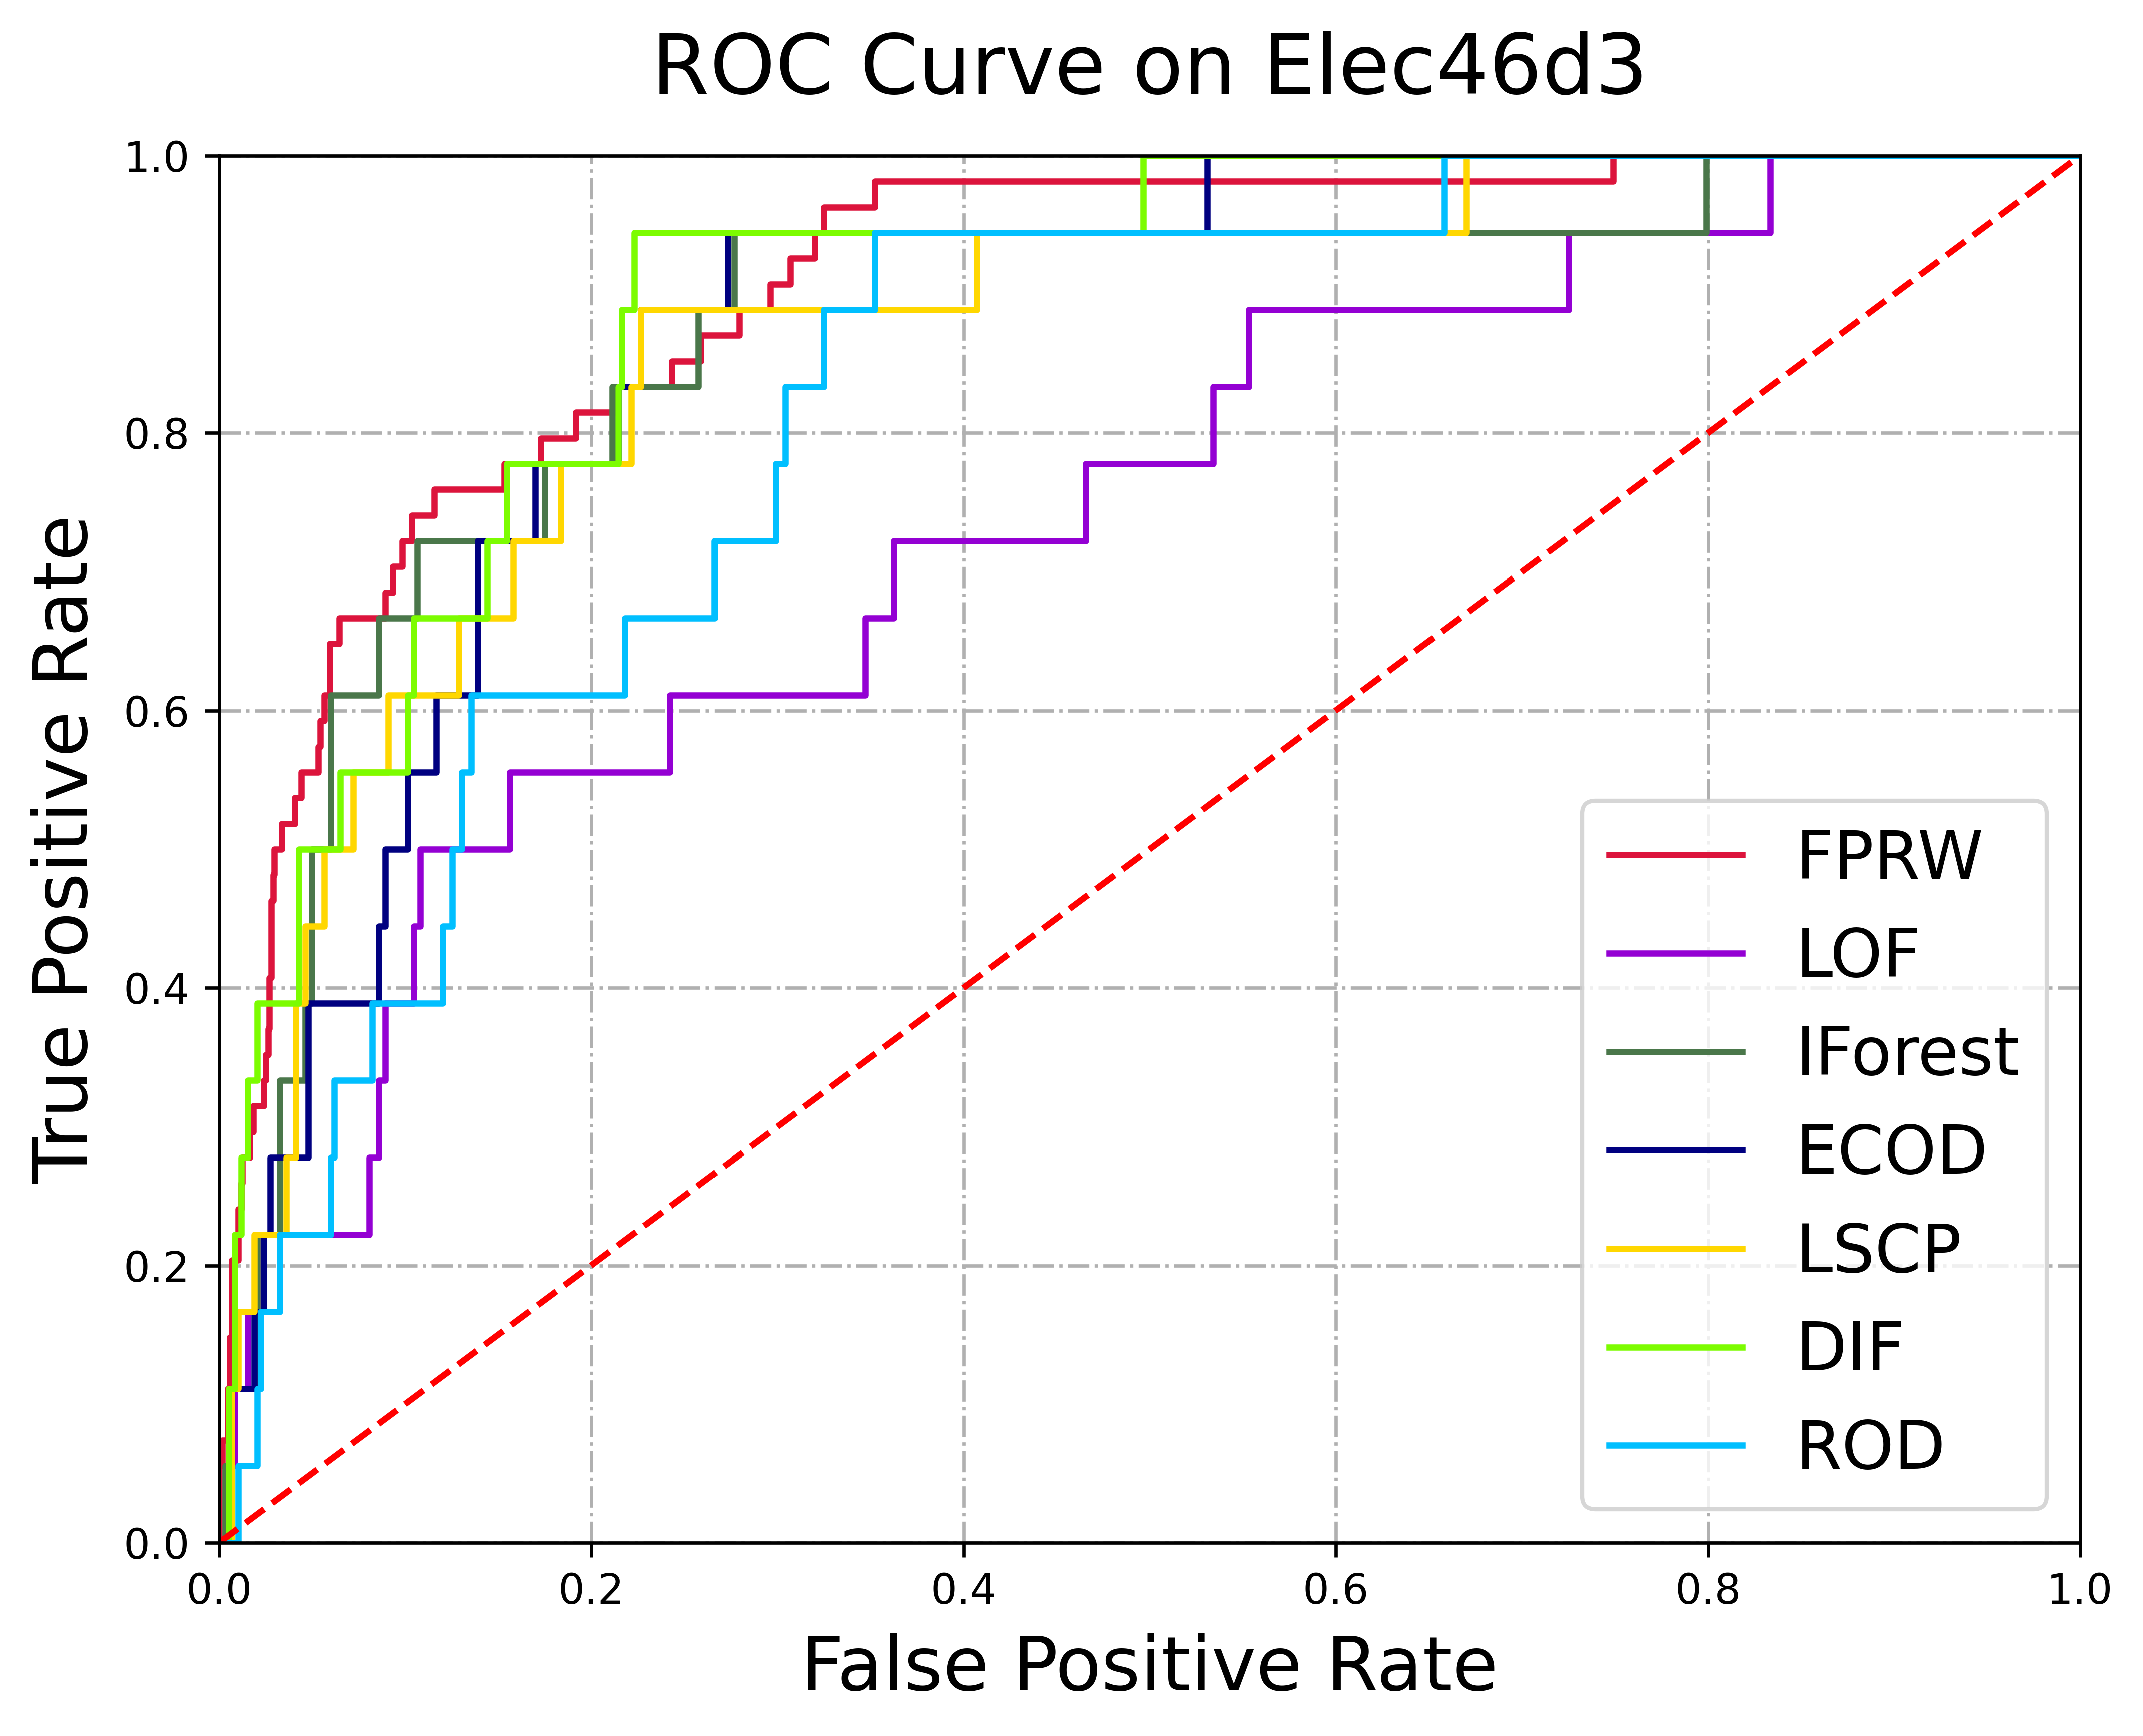 ROC Curve on Elec46d3
1.0
0.8
0.6
0.4
0.2
0.0
True Positive Rate
FPRW
LOF
IForest
ECOD
LSCP
DIF
ROD
0.0 0.2 0.4 0.6 0.8 1.0
False Positive Rate